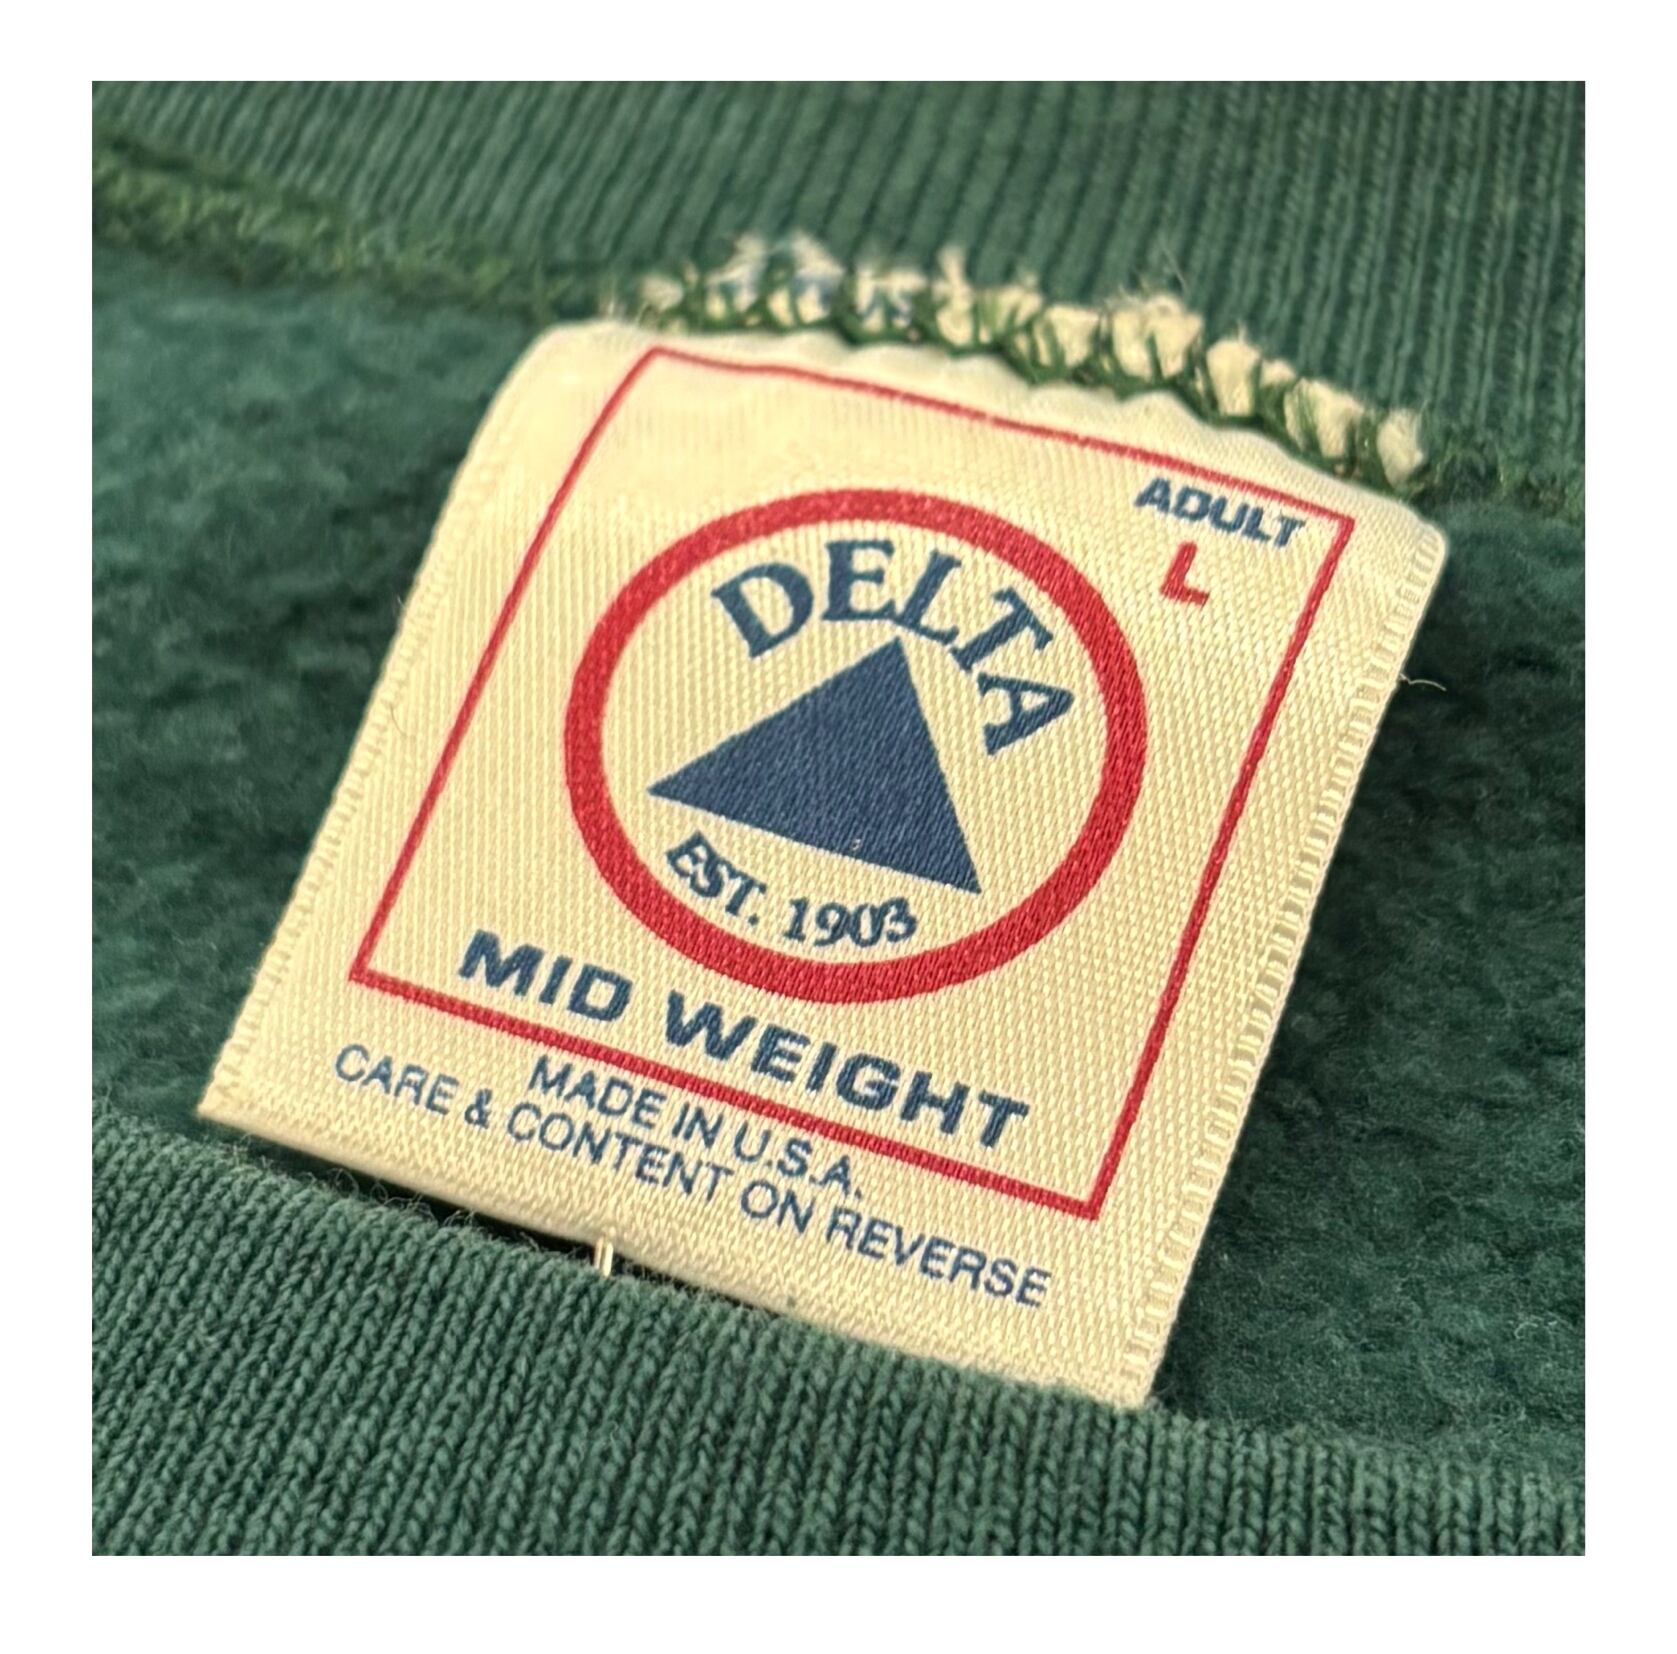 ADULT
L
DELTA
EST. 1903
MID WEIGHT
MADE IN U.S.A.
CARE & CONTENT ON REVERSE